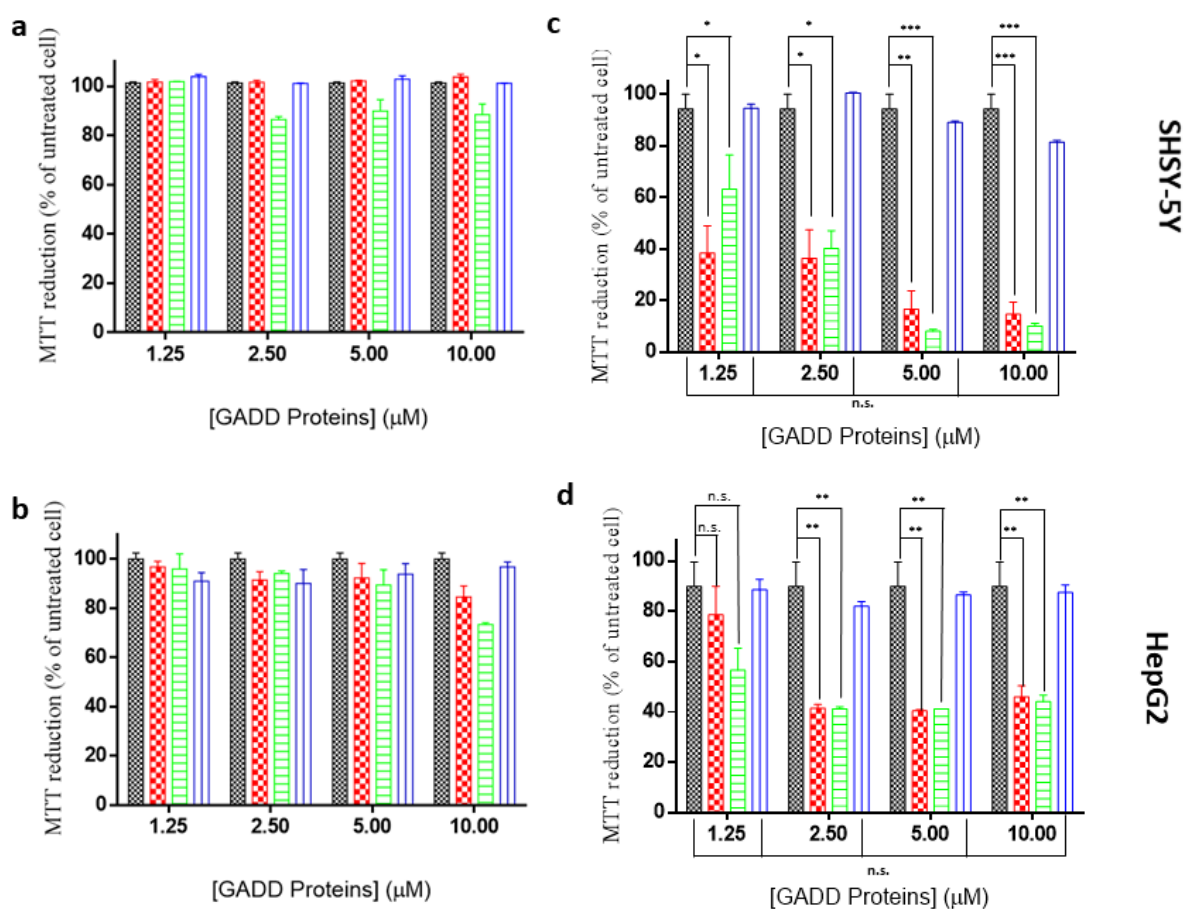 a
MTT reduction (% of untreated cell)
100
80
60
40
20
0
1.25 2.50 5.00 10.00
[GADD Proteins] (μM)
c
MTT reduction (% of untreated cell)
* * *** ***
* * ** ***
100
80
60
40
20
0
1.25 2.50 5.00 10.00
n.s.
[GADD Proteins] (μM)
SHSY-5Y
b
MTT reduction (% of untreated cell)
100
80
60
40
20
0
1.25 2.50 5.00 10.00
[GADD Proteins] (μM)
d
MTT reduction (% of untreated cell)
n.s. ** ** **
n.s. ** ** **
100
80
60
40
20
0
1.25 2.50 5.00 10.00
n.s.
[GADD Proteins] (μM)
HepG2